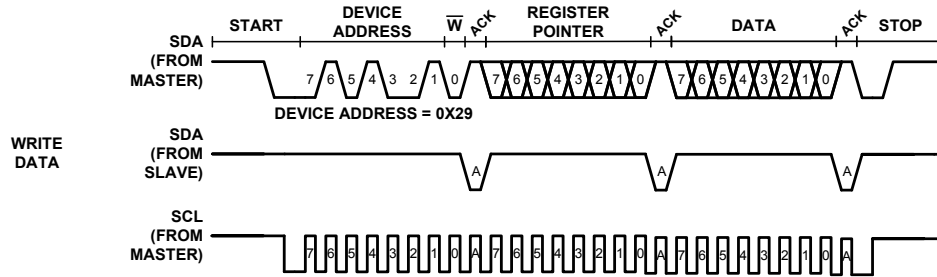 START DEVICE ADDRESS W ACK REGISTER POINTER ACK DATA ACK STOP
SDA (FROM MASTER) 7 6 5 4 3 2 1 0 7 6 5 4 3 2 1 0 7 6 5 4 3 2 1 0
DEVICE ADDRESS = 0X29
WRITE DATA
SDA (FROM SLAVE) A A A
SCL (FROM MASTER) 7 6 5 4 3 2 1 0 A 7 6 5 4 3 2 1 0 A 7 6 5 4 3 2 1 0 A